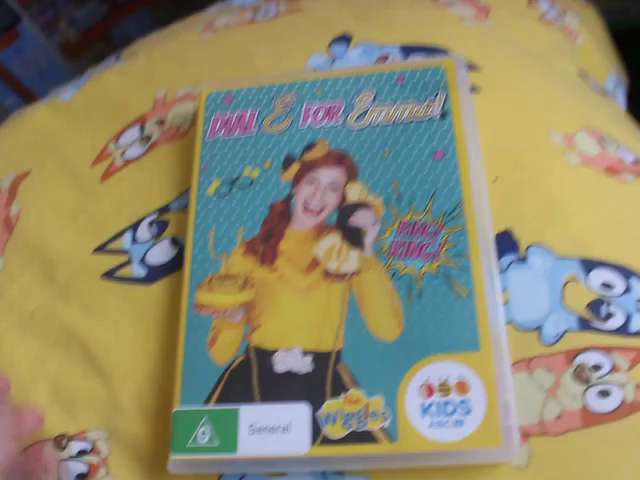 DIAL E FOR Emma!
RING!
RING!
the
Wiggles
G
General
KIDS